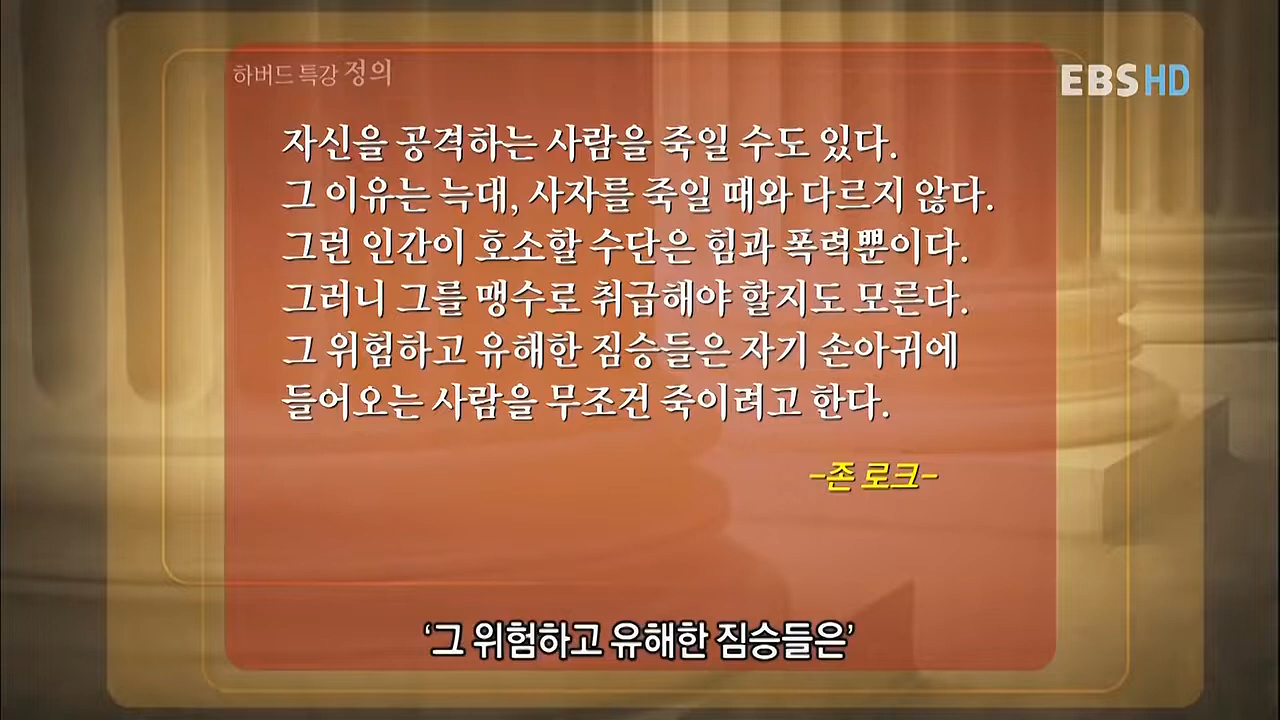 하버드 특강 정의
EBS HD
자신을 공격하는 사람을 죽일 수도 있다.
그 이유는 늑대, 사자를 죽일 때와 다르지 않다.
그런 인간이 호소할 수단은 힘과 폭력뿐이다.
그러니 그를 맹수로 취급해야 할지도 모른다.
그 위험하고 유해한 짐승들은 자기 손아귀에
들어오는 사람을 무조건 죽이려고 한다.
-존 로크-
‘그 위험하고 유해한 짐승들은’